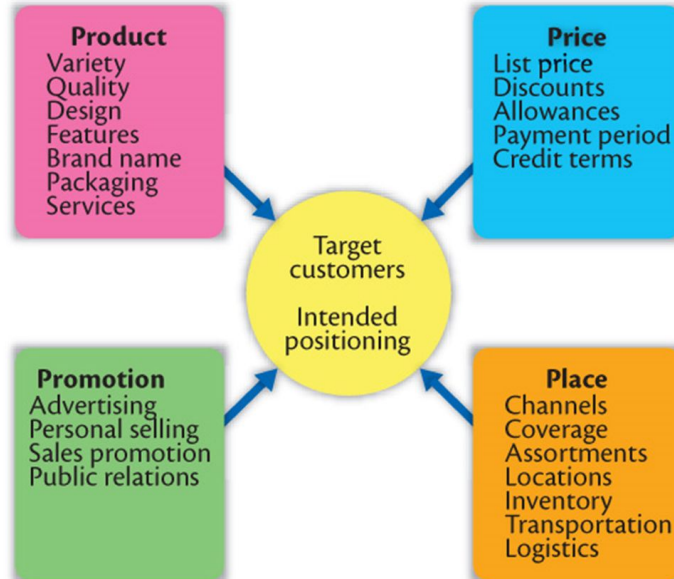 Product
Variety
Quality
Design
Features
Brand name
Packaging
Services
Price
List price
Discounts
Allowances
Payment period
Credit terms
Target
customers
Intended
positioning
Promotion
Advertising
Personal selling
Sales promotion
Public relations
Place
Channels
Coverage
Assortments
Locations
Inventory
Transportation
Logistics